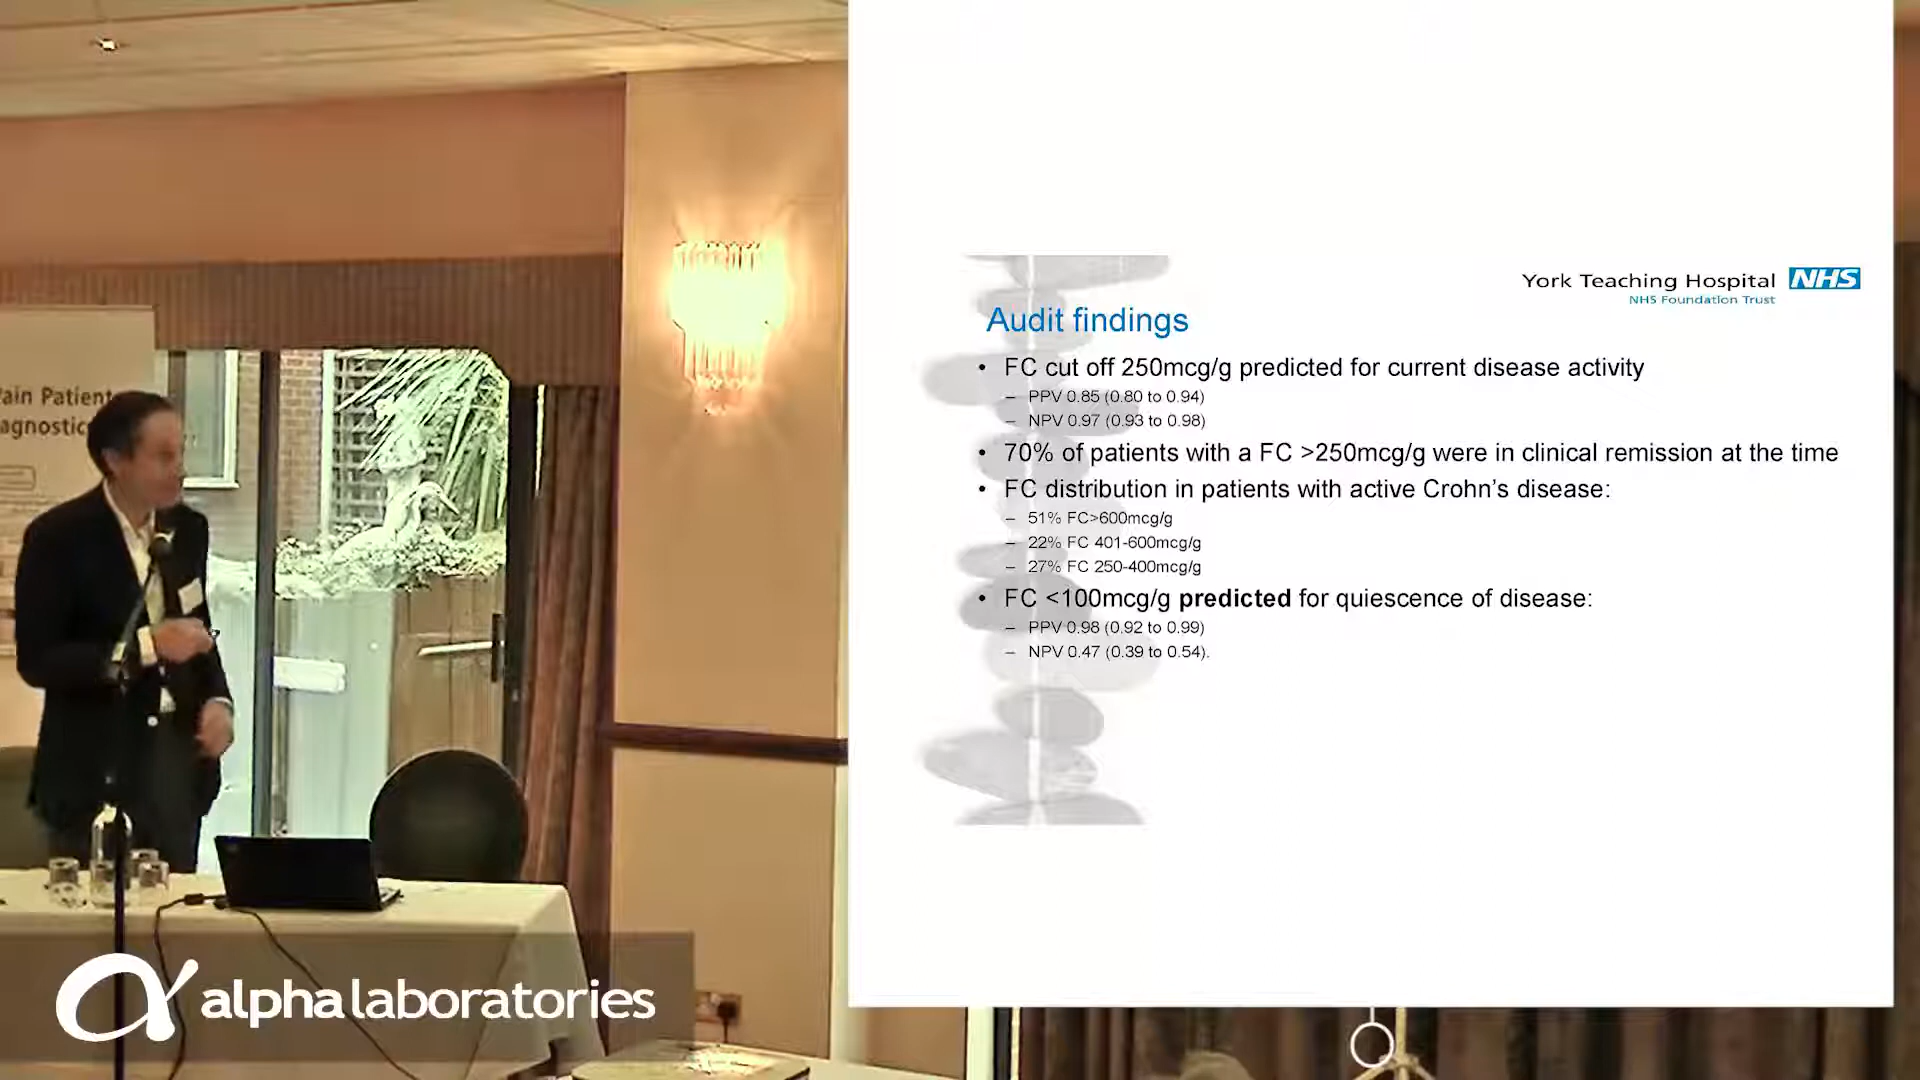 York Teaching Hospital NHS
NHS Foundation Trust
Audit findings
• FC cut off 250mcg/g predicted for current disease activity
– PPV 0.85 (0.80 to 0.94)
– NPV 0.97 (0.93 to 0.98)
• 70% of patients with a FC >250mcg/g were in clinical remission at the time
• FC distribution in patients with active Crohn's disease:
– 51% FC>600mcg/g
– 22% FC 401-600mcg/g
– 27% FC 250-400mcg/g
• FC <100mcg/g predicted for quiescence of disease:
– PPV 0.98 (0.92 to 0.99)
– NPV 0.47 (0.39 to 0.54).
Patient
alphalaboratories